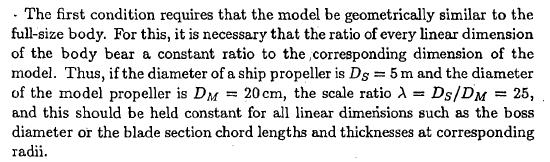 · The first condition requires that the model be geometrically similar to the
full-size body. For this, it is necessary that the ratio of every linear dimension
of the body bear a constant ratio to the corresponding dimension of the
model. Thus, if the diameter of a ship propeller is D_S = 5 m and the diameter
of the model propeller is D_M = 20 cm, the scale ratio λ = D_S/D_M = 25,
and this should be held constant for all linear dimensions such as the boss
diameter or the blade section chord lengths and thicknesses at corresponding
radii.